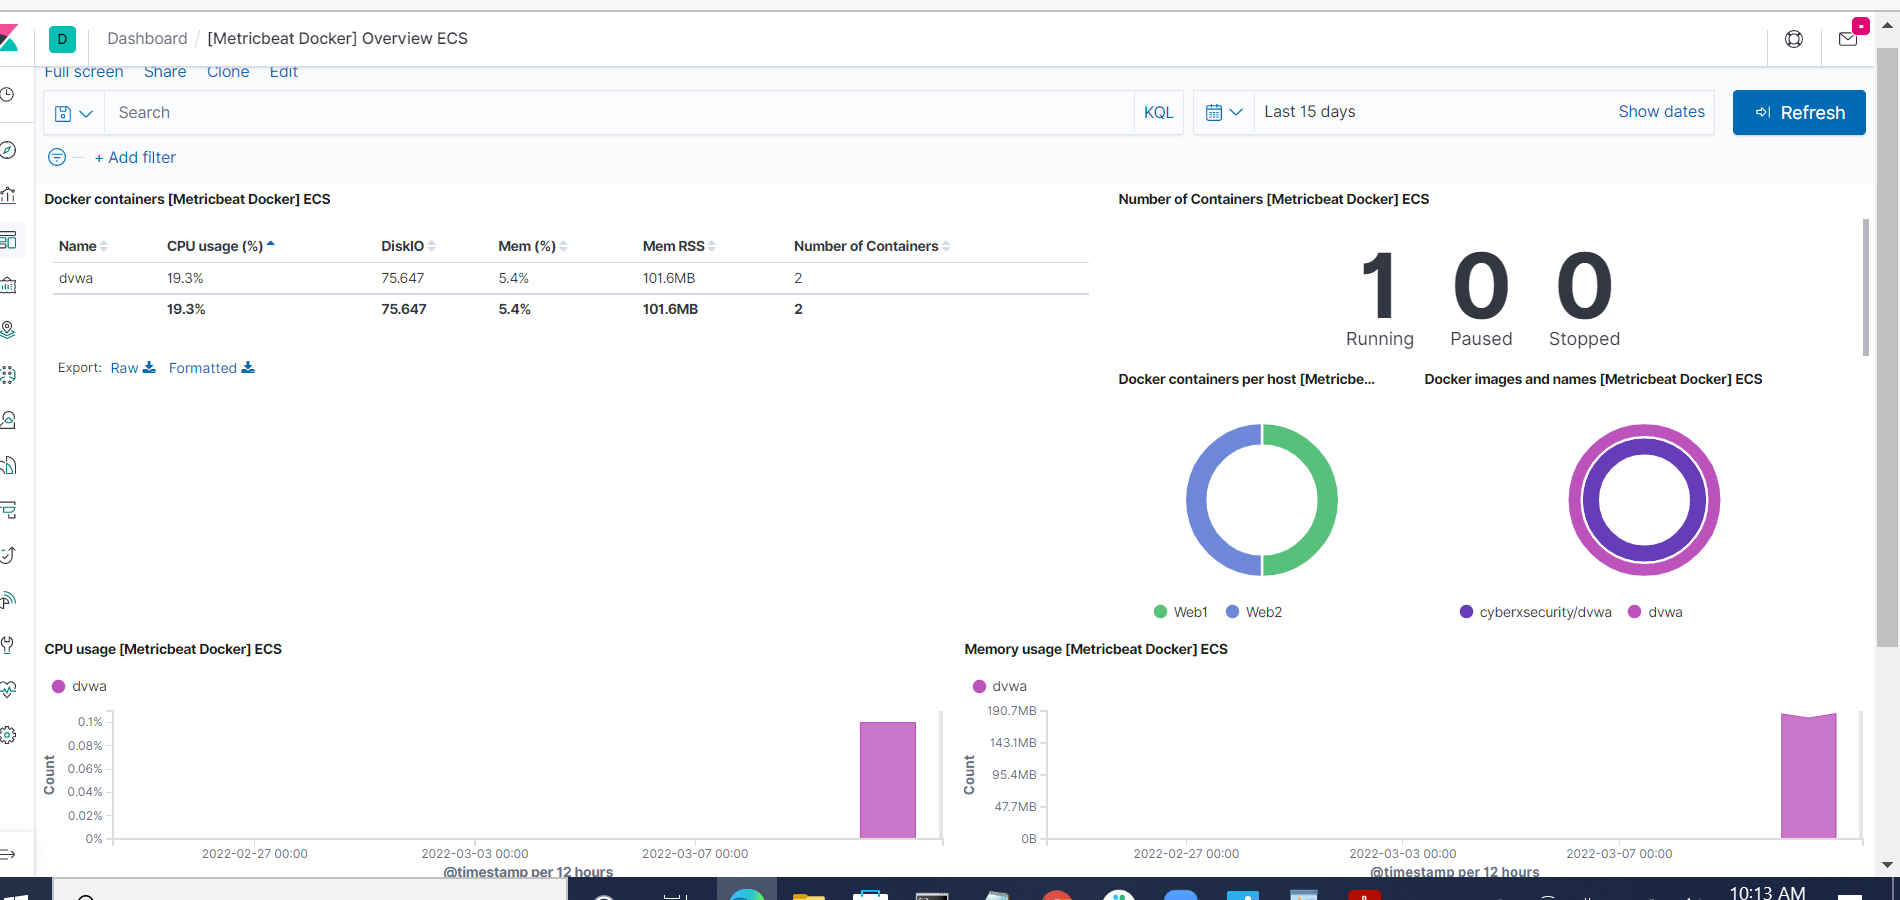 D Dashboard / [Metricbeat Docker] Overview ECS
Full screen Share Clone Edit
Search KQL Last 15 days Show dates Refresh
+ Add filter
Docker containers [Metricbeat Docker] ECS
Name CPU usage (%) DiskIO Mem (%) Mem RSS Number of Containers
dvwa 19.3% 75.647 5.4% 101.6MB 2
19.3% 75.647 5.4% 101.6MB 2
Export: Raw Formatted
Number of Containers [Metricbeat Docker] ECS
1 0 0
Running Paused Stopped
Docker containers per host [Metricbe...
Web1 Web2
Docker images and names [Metricbeat Docker] ECS
cyberxsecurity/dvwa dvwa
CPU usage [Metricbeat Docker] ECS
dvwa
Count
0.1%
0.08%
0.06%
0.04%
0.02%
0%
2022-02-27 00:00 2022-03-03 00:00 2022-03-07 00:00
@timestamp per 12 hours
Memory usage [Metricbeat Docker] ECS
dvwa
Count
190.7MB
143.1MB
95.4MB
47.7MB
0B
2022-02-27 00:00 2022-03-03 00:00 2022-03-07 00:00
@timestamp per 12 hours
10:13 AM